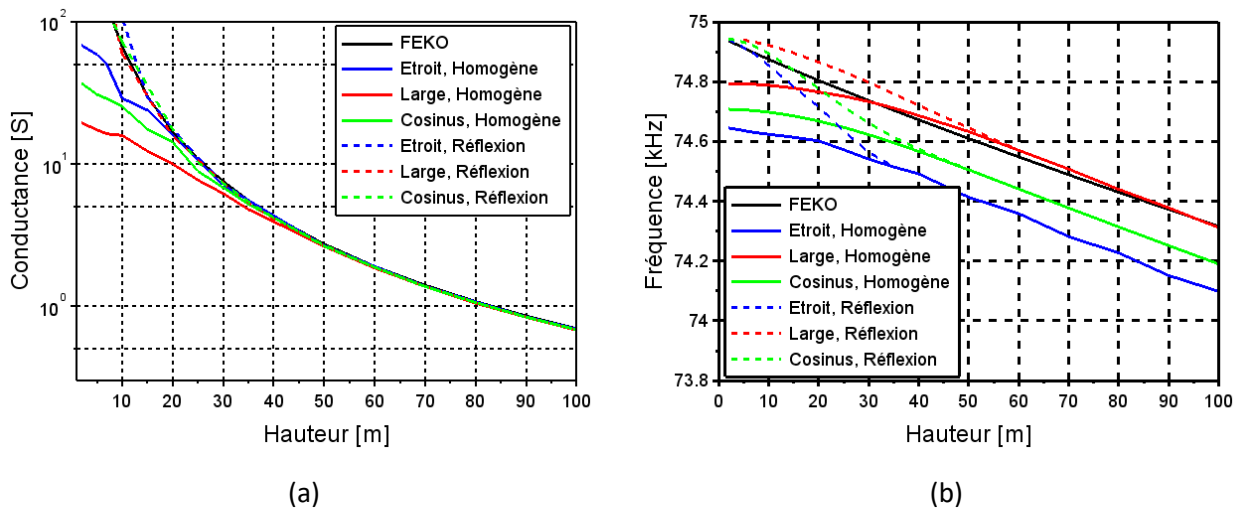 10²
10¹
10⁰
Conductance [S]
FEKO
Etroit, Homogène
Large, Homogène
Cosinus, Homogène
Etroit, Réflexion
Large, Réflexion
Cosinus, Réflexion
10 20 30 40 50 60 70 80 90 100
Hauteur [m]
(a)
75
74.8
74.6
74.4
74.2
74
73.8
Fréquence [kHz]
FEKO
Etroit, Homogène
Large, Homogène
Cosinus, Homogène
Etroit, Réflexion
Large, Réflexion
Cosinus, Réflexion
0 10 20 30 40 50 60 70 80 90 100
Hauteur [m]
(b)